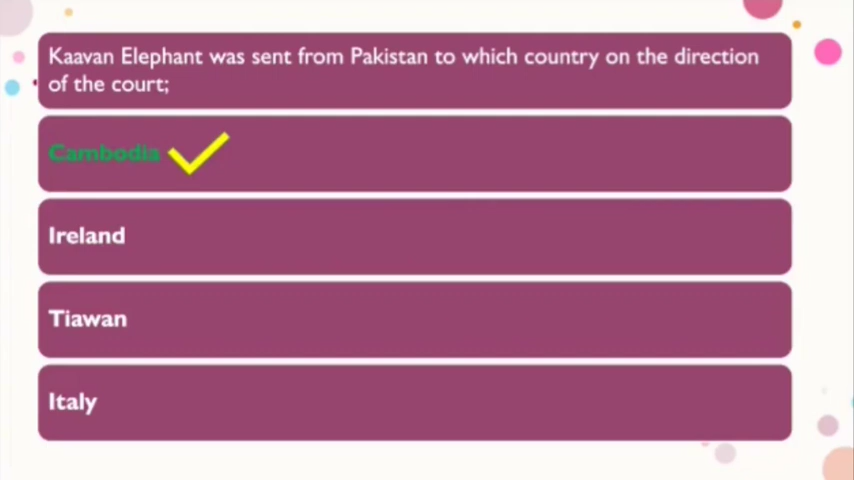 Kaavan Elephant was sent from Pakistan to which country on the direction
of the court;
Cambodia
Ireland
Tiawan
Italy